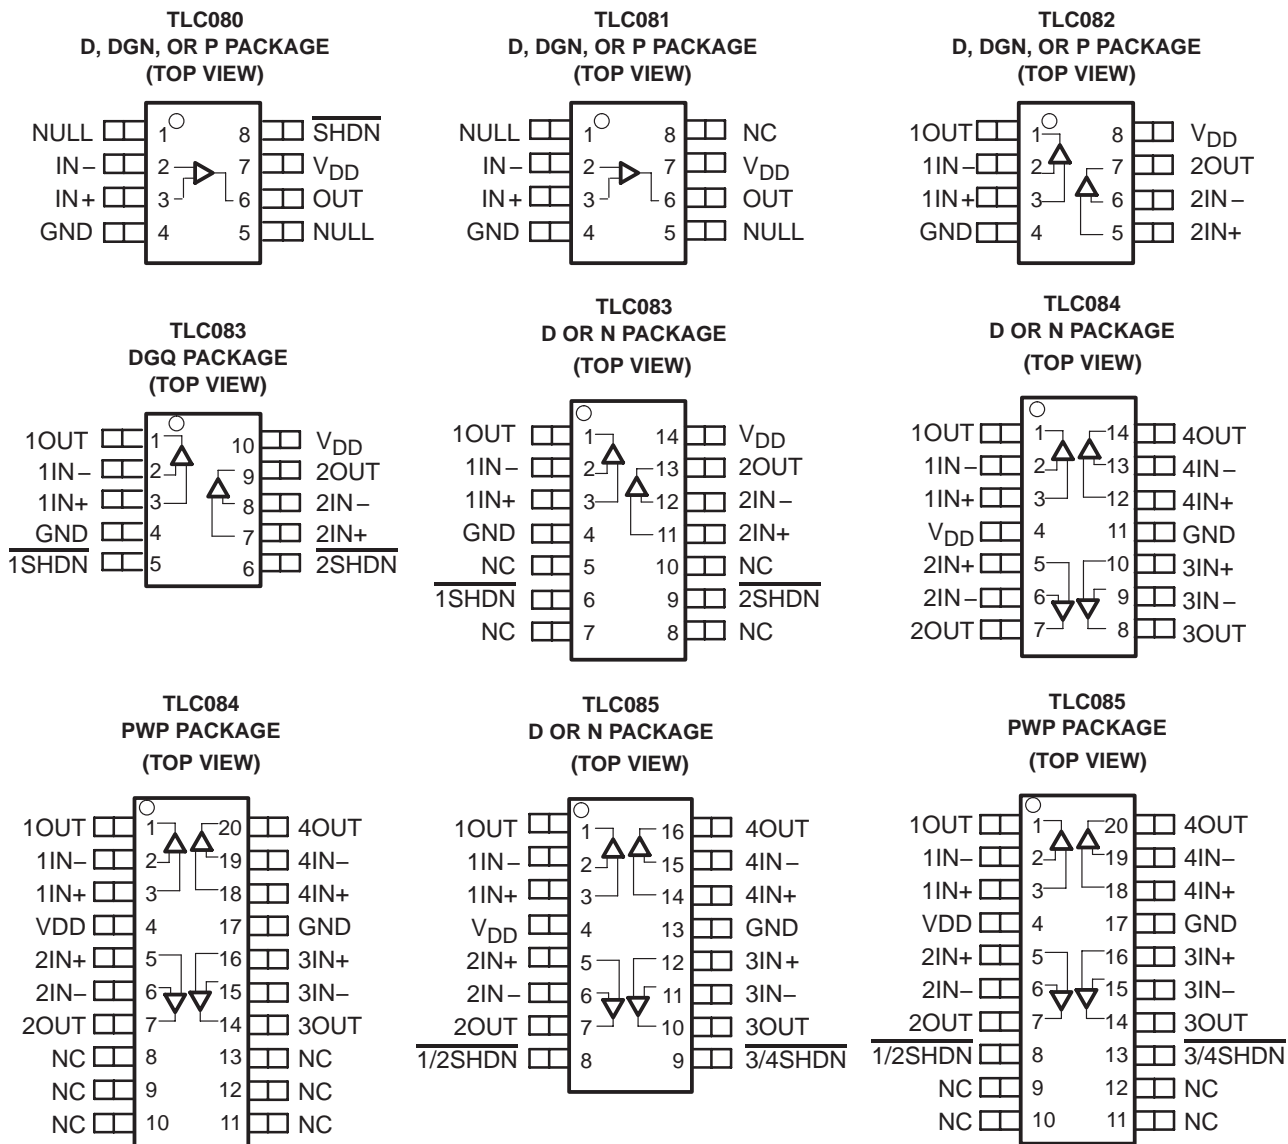 TLC080
D, DGN, OR P PACKAGE
(TOP VIEW)
NULL 1 8 SHDN
IN− 2 7 VDD
IN+ 3 6 OUT
GND 4 5 NULL
TLC081
D, DGN, OR P PACKAGE
(TOP VIEW)
NULL 1 8 NC
IN− 2 7 VDD
IN+ 3 6 OUT
GND 4 5 NULL
TLC082
D, DGN, OR P PACKAGE
(TOP VIEW)
1OUT 1 8 VDD
1IN− 2 7 2OUT
1IN+ 3 6 2IN−
GND 4 5 2IN+
TLC083
DGQ PACKAGE
(TOP VIEW)
1OUT 1 10 VDD
1IN− 2 9 2OUT
1IN+ 3 8 2IN−
GND 4 7 2IN+
1SHDN 5 6 2SHDN
TLC083
D OR N PACKAGE
(TOP VIEW)
1OUT 1 14 VDD
1IN− 2 13 2OUT
1IN+ 3 12 2IN−
GND 4 11 2IN+
NC 5 10 NC
1SHDN 6 9 2SHDN
NC 7 8 NC
TLC084
D OR N PACKAGE
(TOP VIEW)
1OUT 1 14 4OUT
1IN− 2 13 4IN−
1IN+ 3 12 4IN+
VDD 4 11 GND
2IN+ 5 10 3IN+
2IN− 6 9 3IN−
2OUT 7 8 3OUT
TLC084
PWP PACKAGE
(TOP VIEW)
1OUT 1 20 4OUT
1IN− 2 19 4IN−
1IN+ 3 18 4IN+
VDD 4 17 GND
2IN+ 5 16 3IN+
2IN− 6 15 3IN−
2OUT 7 14 3OUT
NC 8 13 NC
NC 9 12 NC
NC 10 11 NC
TLC085
D OR N PACKAGE
(TOP VIEW)
1OUT 1 16 4OUT
1IN− 2 15 4IN−
1IN+ 3 14 4IN+
VDD 4 13 GND
2IN+ 5 12 3IN+
2IN− 6 11 3IN−
2OUT 7 10 3OUT
1/2SHDN 8 9 3/4SHDN
TLC085
PWP PACKAGE
(TOP VIEW)
1OUT 1 20 4OUT
1IN− 2 19 4IN−
1IN+ 3 18 4IN+
VDD 4 17 GND
2IN+ 5 16 3IN+
2IN− 6 15 3IN−
2OUT 7 14 3OUT
1/2SHDN 8 13 3/4SHDN
NC 9 12 NC
NC 10 11 NC